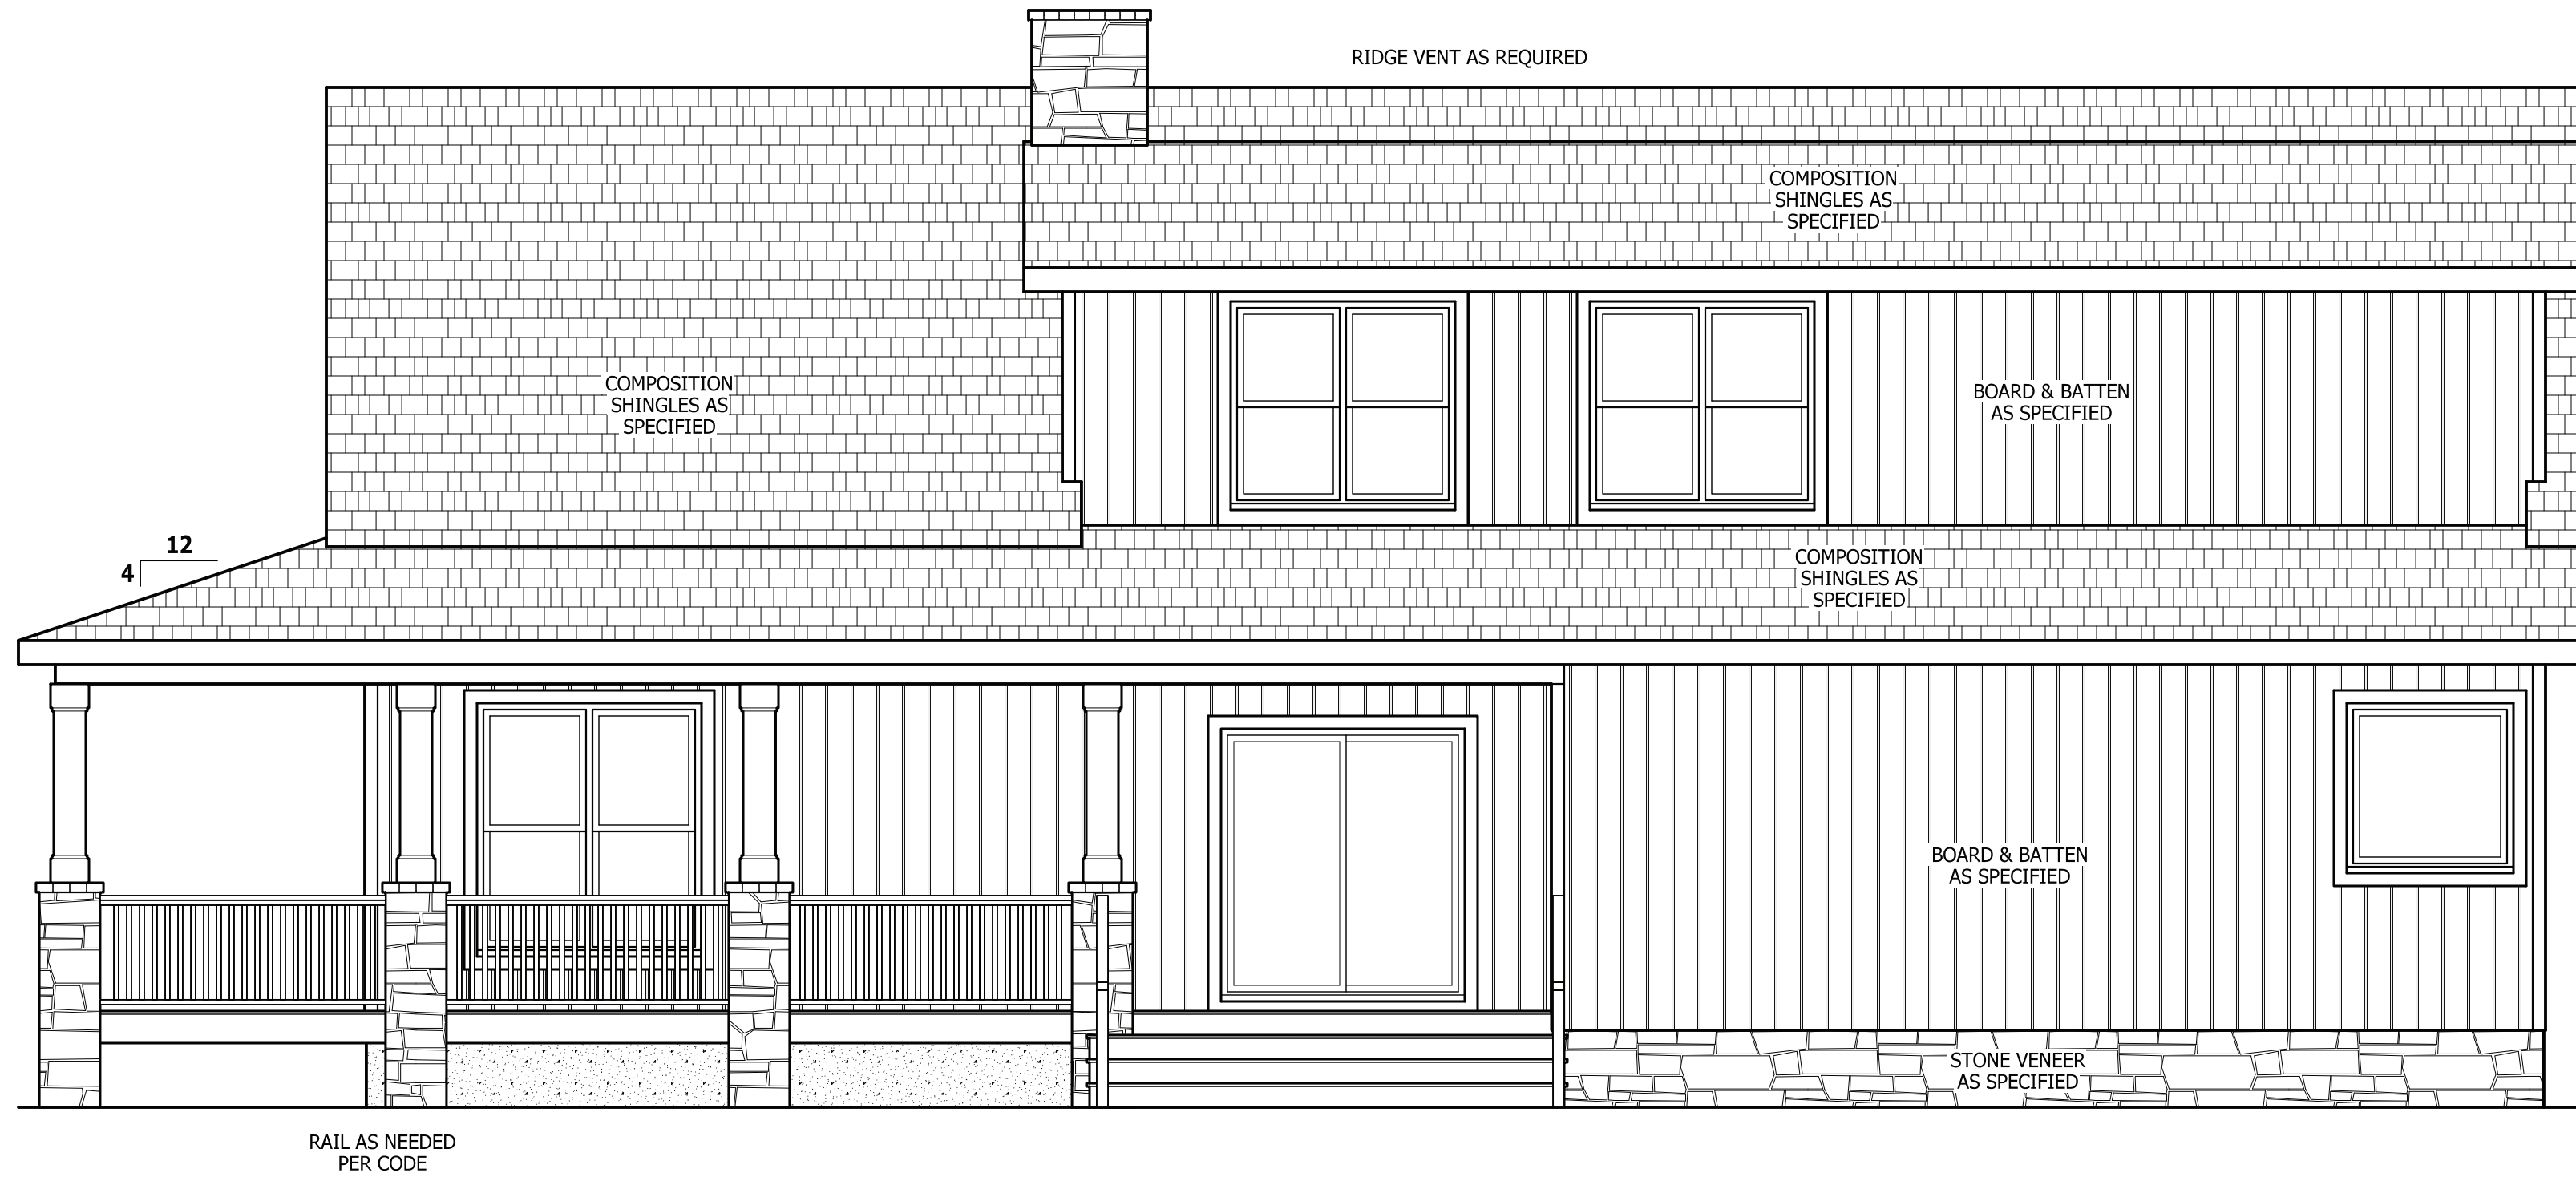 RIDGE VENT AS REQUIRED
COMPOSITION
SHINGLES AS
SPECIFIED
COMPOSITION
SHINGLES AS
SPECIFIED
BOARD & BATTEN
AS SPECIFIED
12
4
COMPOSITION
SHINGLES AS
SPECIFIED
BOARD & BATTEN
AS SPECIFIED
STONE VENEER
AS SPECIFIED
RAIL AS NEEDED
PER CODE